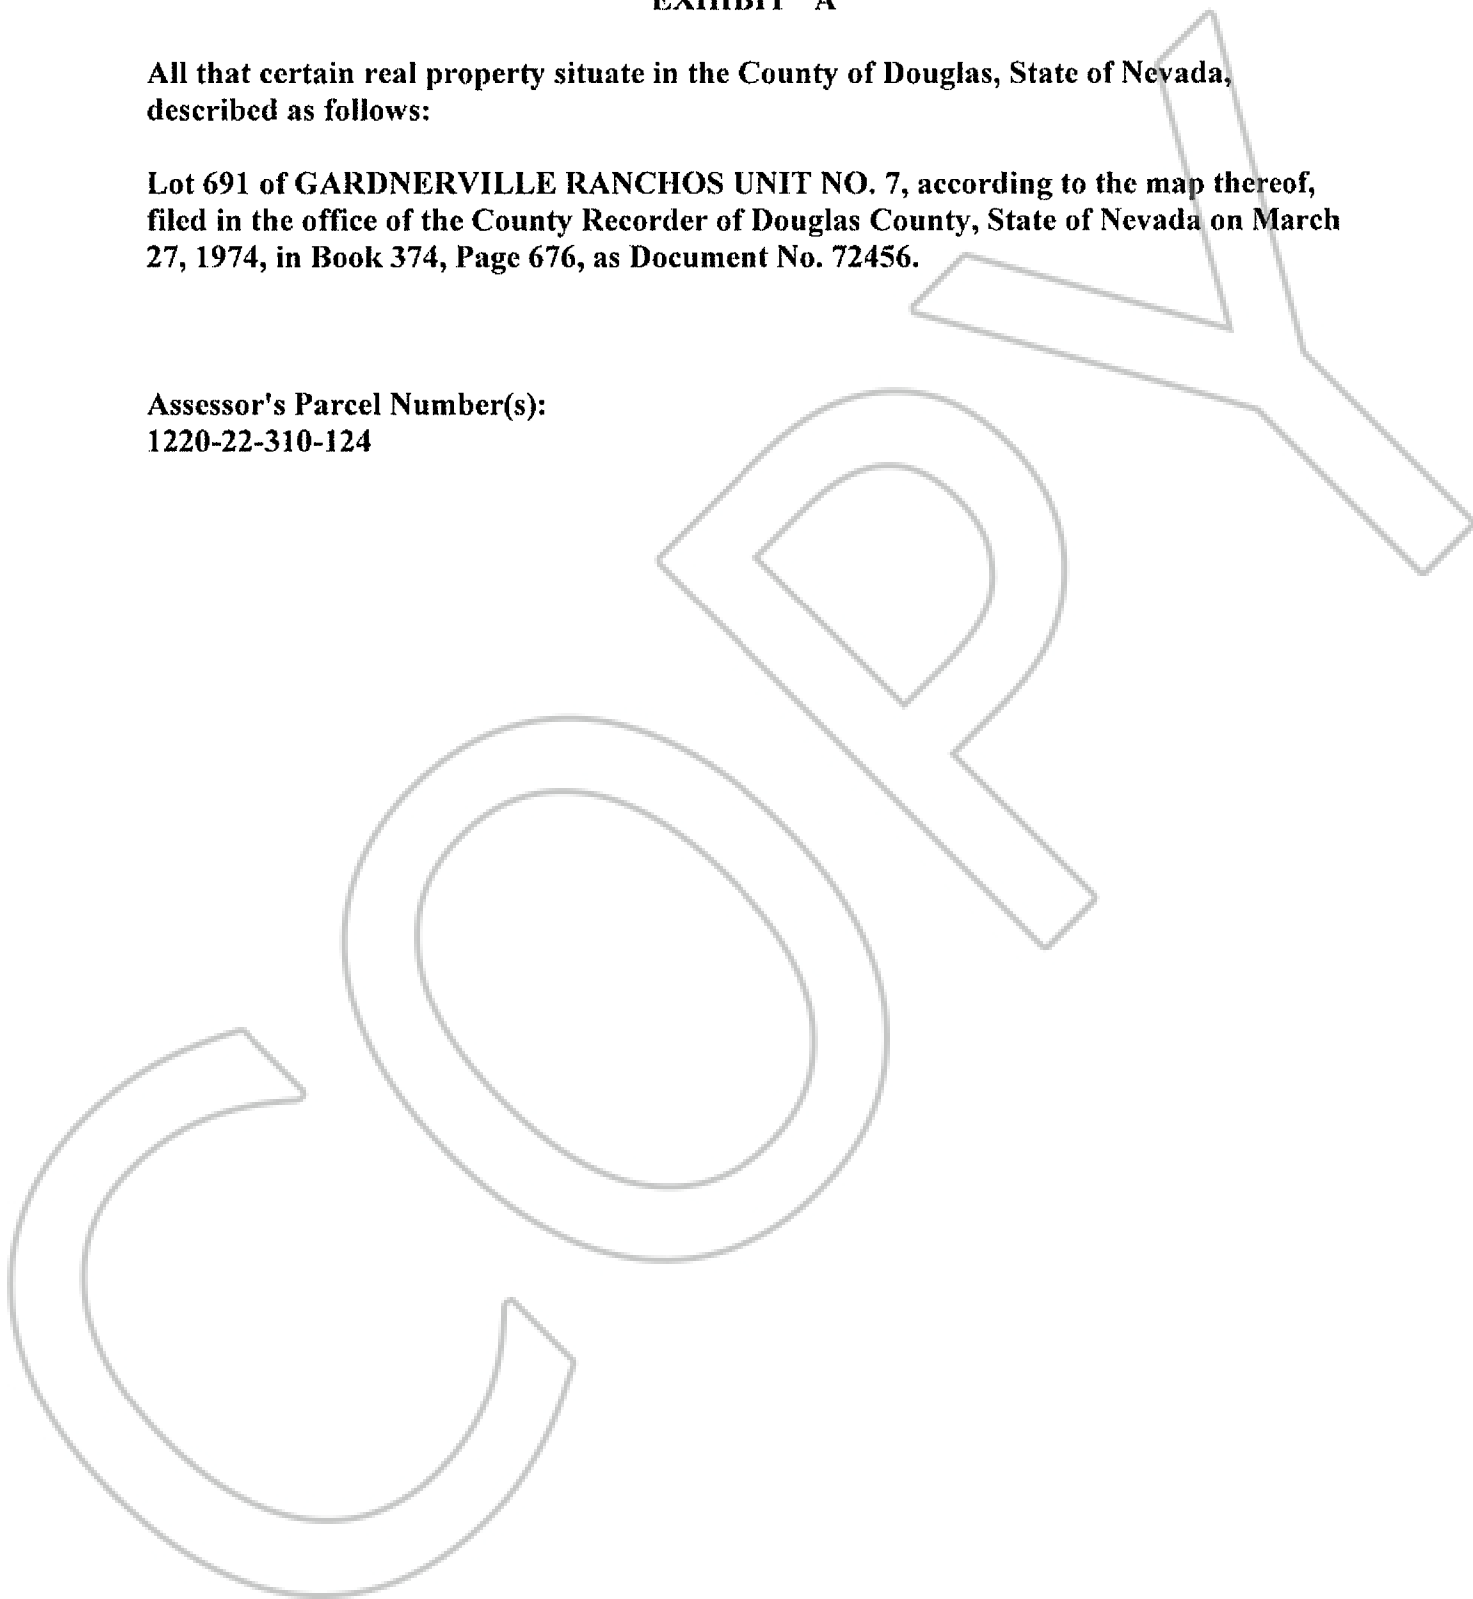 EXHIBIT "A"
All that certain real property situate in the County of Douglas, State of Nevada,
described as follows:
Lot 691 of GARDNERVILLE RANCHOS UNIT NO. 7, according to the map thereof,
filed in the office of the County Recorder of Douglas County, State of Nevada on March
27, 1974, in Book 374, Page 676, as Document No. 72456.
Assessor's Parcel Number(s):
1220-22-310-124
COPY